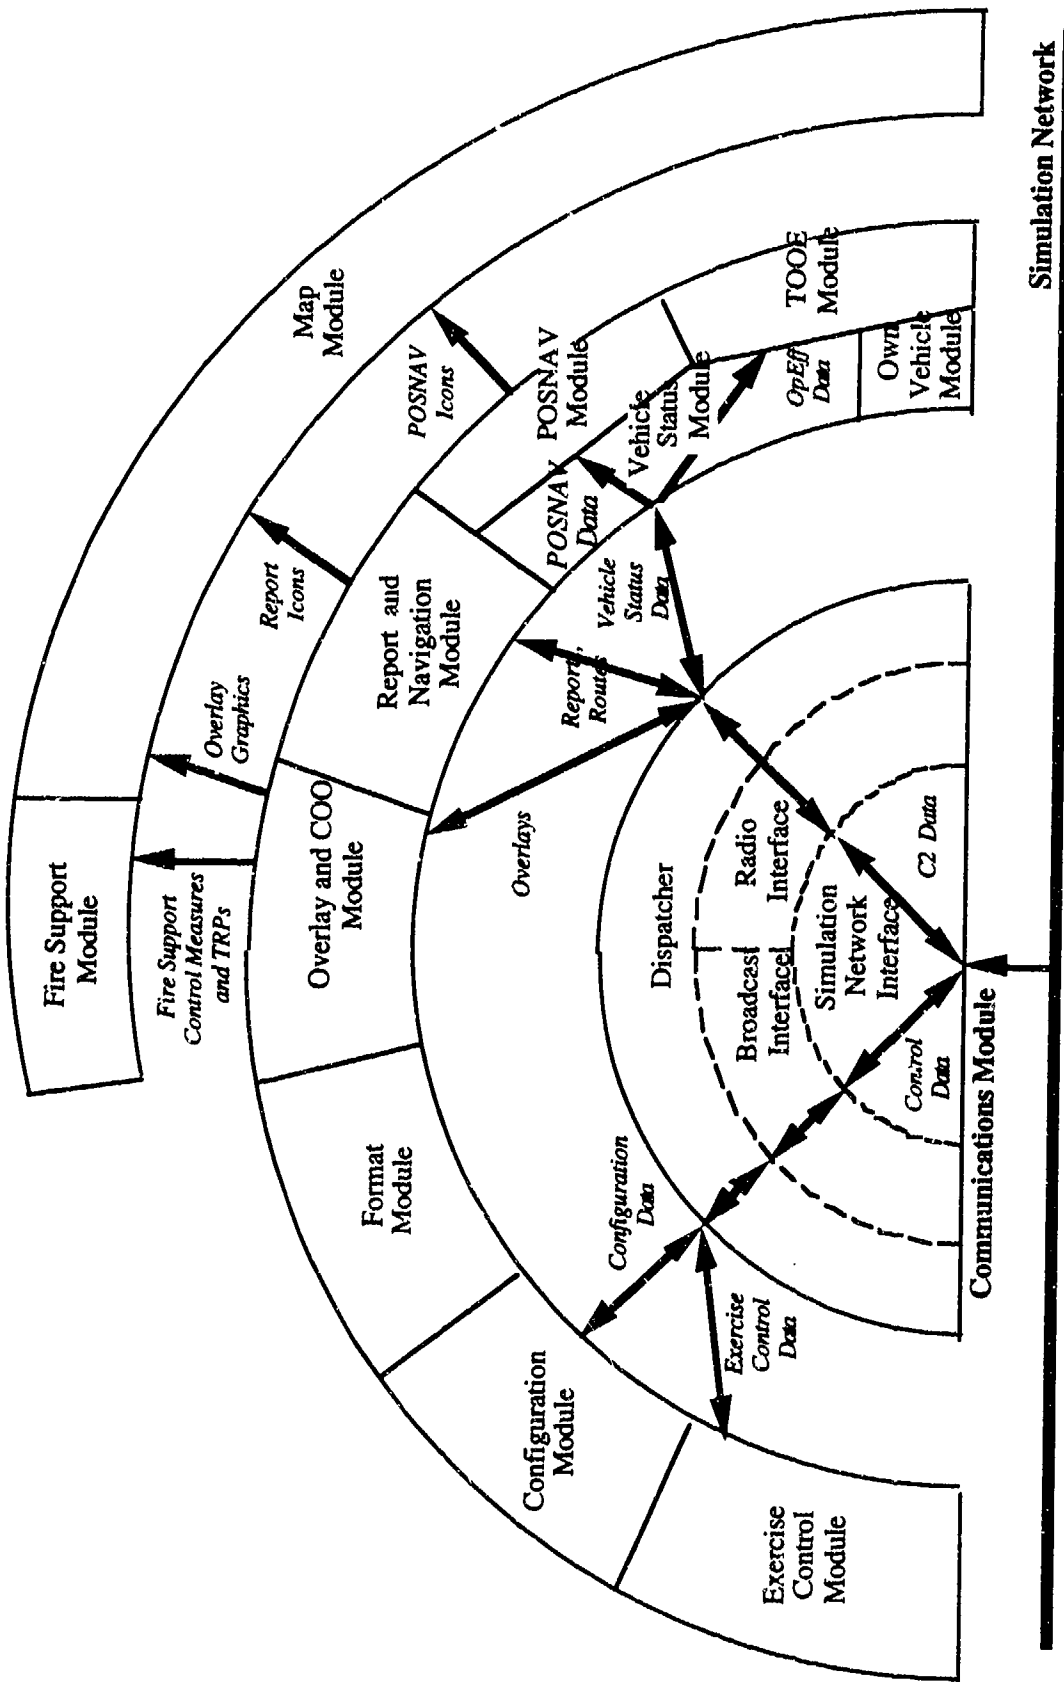 Fire Support
Module
Map
Module
Fire Support
Control Measures
and TRPs
Overlay
Graphics
Report
Icons
POSNAV
Icons
Exercise
Control
Module
Configuration
Module
Format
Module
Overlay and COO
Module
Report and
Navigation
Module
POSNAV
Module
Vehicle
Status
Module
TOOE
Module
POSNAV
Data
OpEff
Data
Own
Vehicle
Module
Exercise
Control
Data
Configuration
Data
Overlays
Reports,
Routes
Vehicle
Status
Data
Dispatcher
Broadcast
Interface
Radio
Interface
Simulation
Network
Interface
Control
Data
C2 Data
Communications Module
Simulation Network